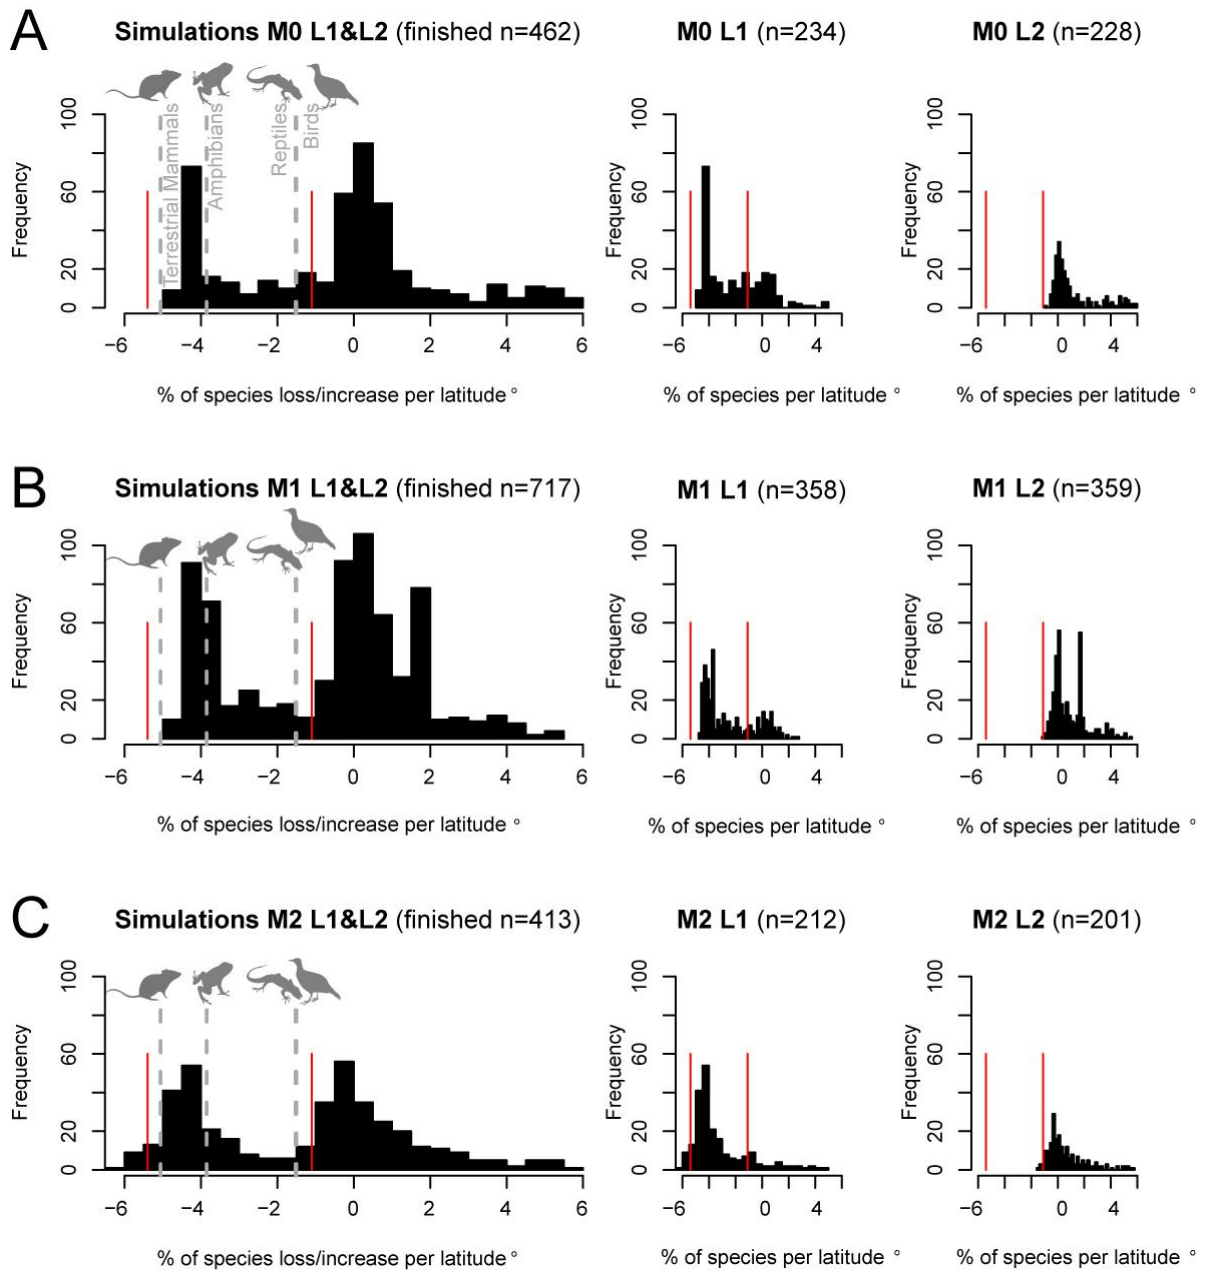 A
Simulations M0 L1&L2 (finished n=462)
M0 L1 (n=234)
M0 L2 (n=228)
Terrestrial Mammals
Amphibians
Reptiles
Birds
Frequency
0 20 60 100
−6 −4 −2 0 2 4 6
% of species loss/increase per latitude °
Frequency
0 20 60 100
−6 0 4
% of species per latitude °
Frequency
0 20 60 100
−6 0 4
% of species per latitude °
B
Simulations M1 L1&L2 (finished n=717)
M1 L1 (n=358)
M1 L2 (n=359)
Frequency
0 20 60 100
−6 −4 −2 0 2 4 6
% of species loss/increase per latitude °
Frequency
0 20 60 100
−6 0 4
% of species per latitude °
Frequency
0 20 60 100
−6 0 4
% of species per latitude °
C
Simulations M2 L1&L2 (finished n=413)
M2 L1 (n=212)
M2 L2 (n=201)
Frequency
0 20 60 100
−6 −4 −2 0 2 4 6
% of species loss/increase per latitude °
Frequency
0 20 60 100
−6 0 4
% of species per latitude °
Frequency
0 20 60 100
−6 0 4
% of species per latitude °